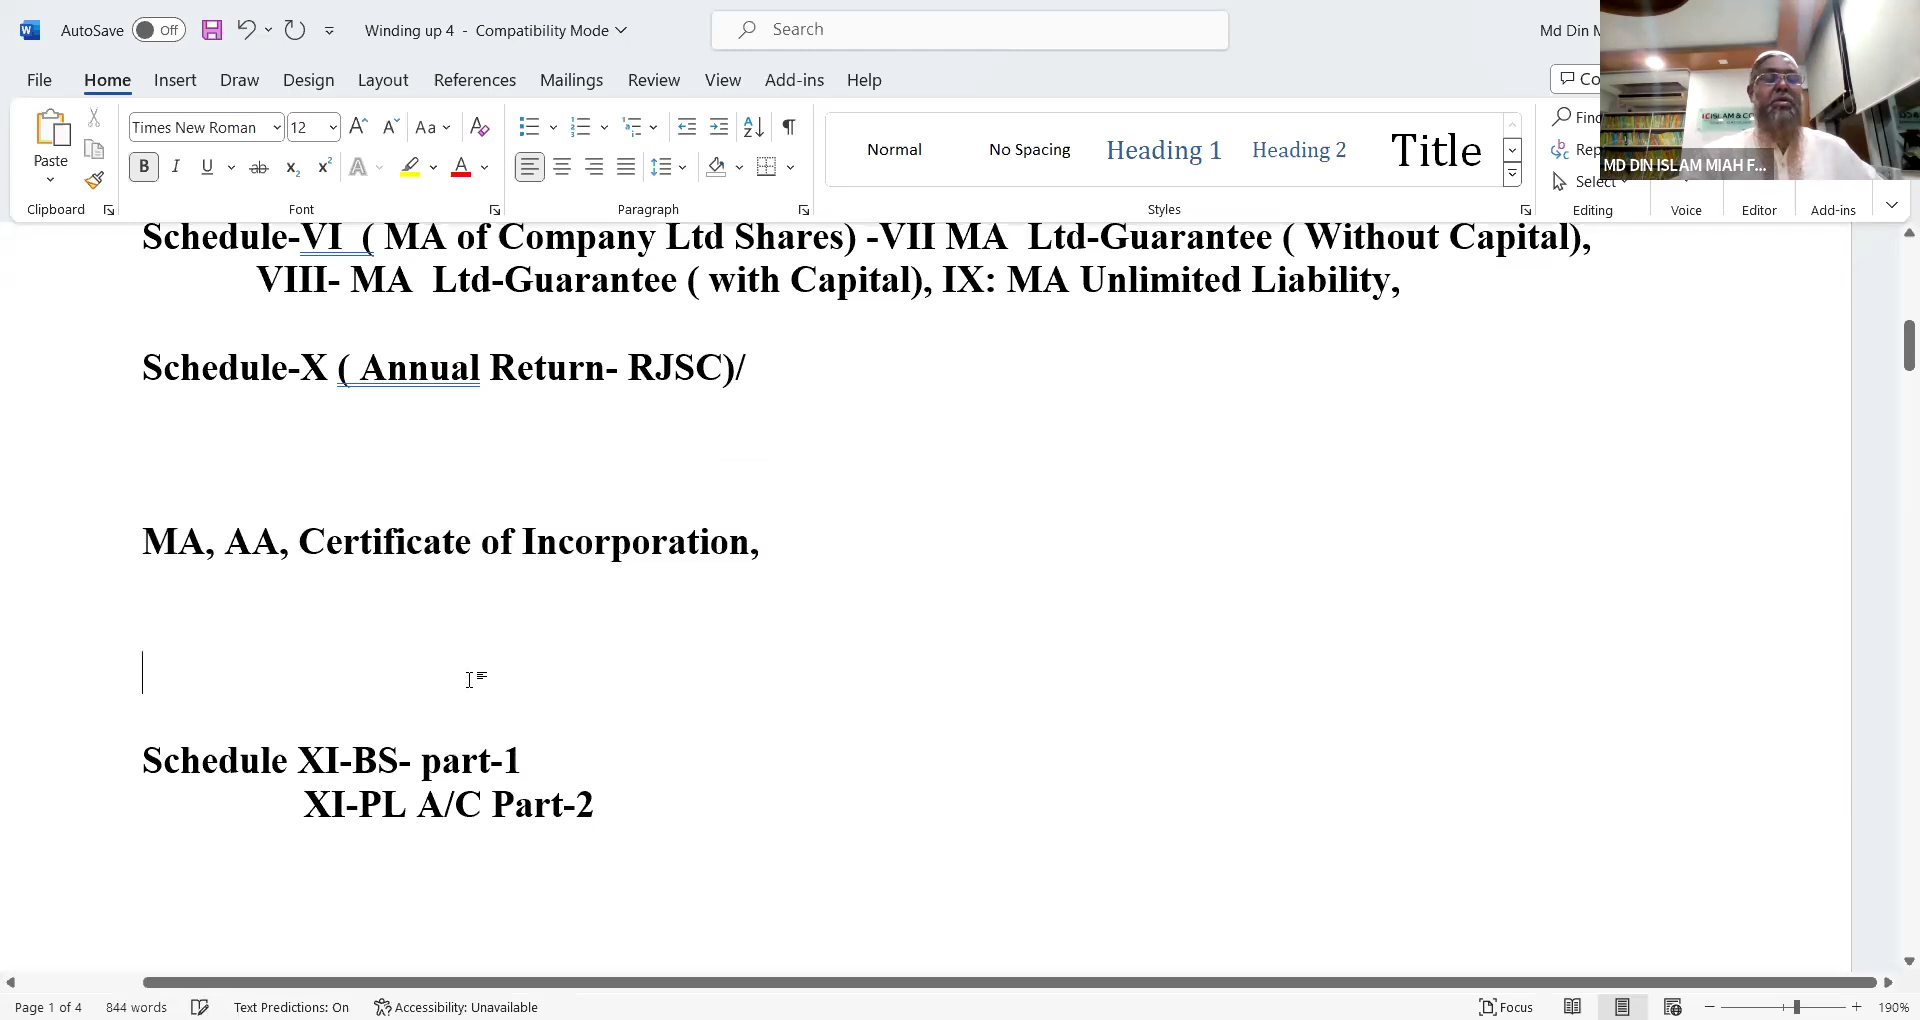 AutoSave Off Winding up 4 - Compatibility Mode Search Md Din M
File Home Insert Draw Design Layout References Mailings Review View Add-ins Help Co
Paste Times New Roman 12 Aa A Normal No Spacing Heading 1 Heading 2 Title Find
B I U ab x₂ x² A A Rep
Select
MD DIN ISLAM MIAH F...
Clipboard Font Paragraph Styles Editing Voice Editor Add-ins
Schedule-VI ( MA of Company Ltd Shares) -VII MA Ltd-Guarantee ( Without Capital),
VIII- MA Ltd-Guarantee ( with Capital), IX: MA Unlimited Liability,
Schedule-X ( Annual Return- RJSC)/
MA, AA, Certificate of Incorporation,
Schedule XI-BS- part-1
XI-PL A/C Part-2
Page 1 of 4 844 words Text Predictions: On Accessibility: Unavailable Focus 190%